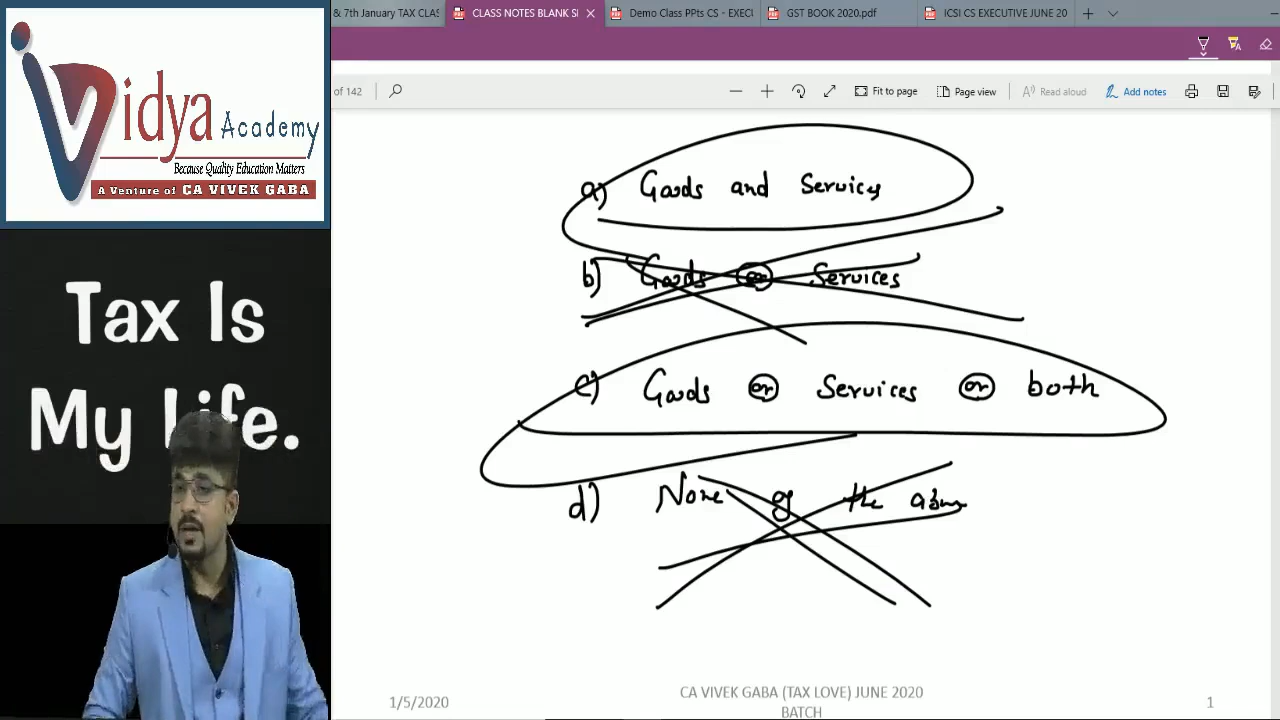 & 7th January TAX CLAS
CLASS NOTES BLANK SH
Demo Class PPts CS - EXECU
GST BOOK 2020.pdf
ICSI CS EXECUTIVE JUNE 20
of 142
Fit to page
Page view
Read aloud
Add notes
Vidya Academy
Because Quality Education Matters
A Venture of CA VIVEK GABA
Tax Is
My Life.
a) Goods and Services
b) Goods or Services
c) Goods or Services or both
d) None of the above
1/5/2020
CA VIVEK GABA (TAX LOVE) JUNE 2020
BATCH
1